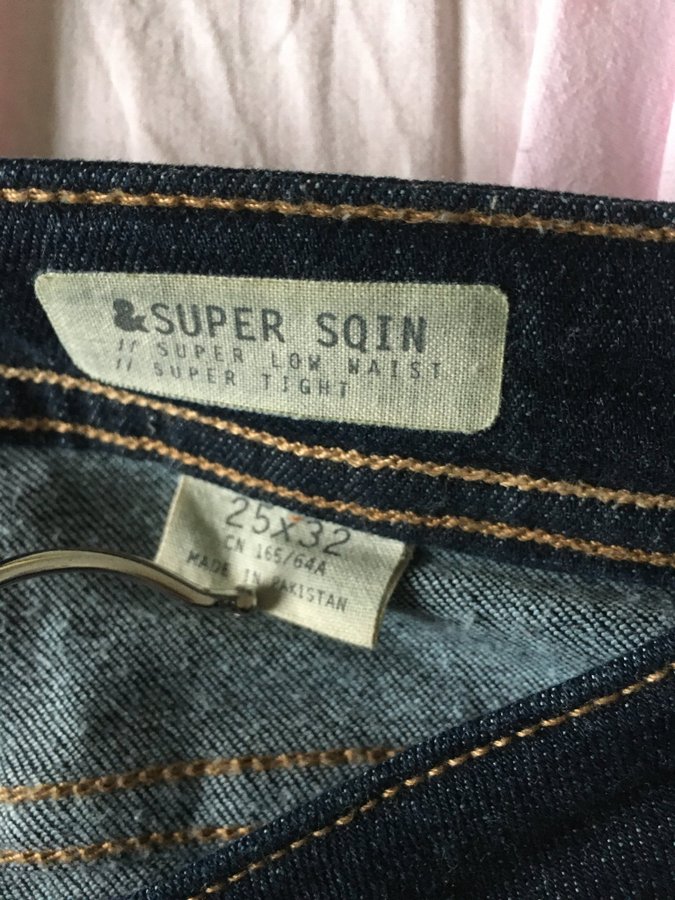 &SUPER SQIN
// SUPER LOW WAIST
// SUPER TIGHT
25X32
CN 165/64A
MADE IN PAKISTAN